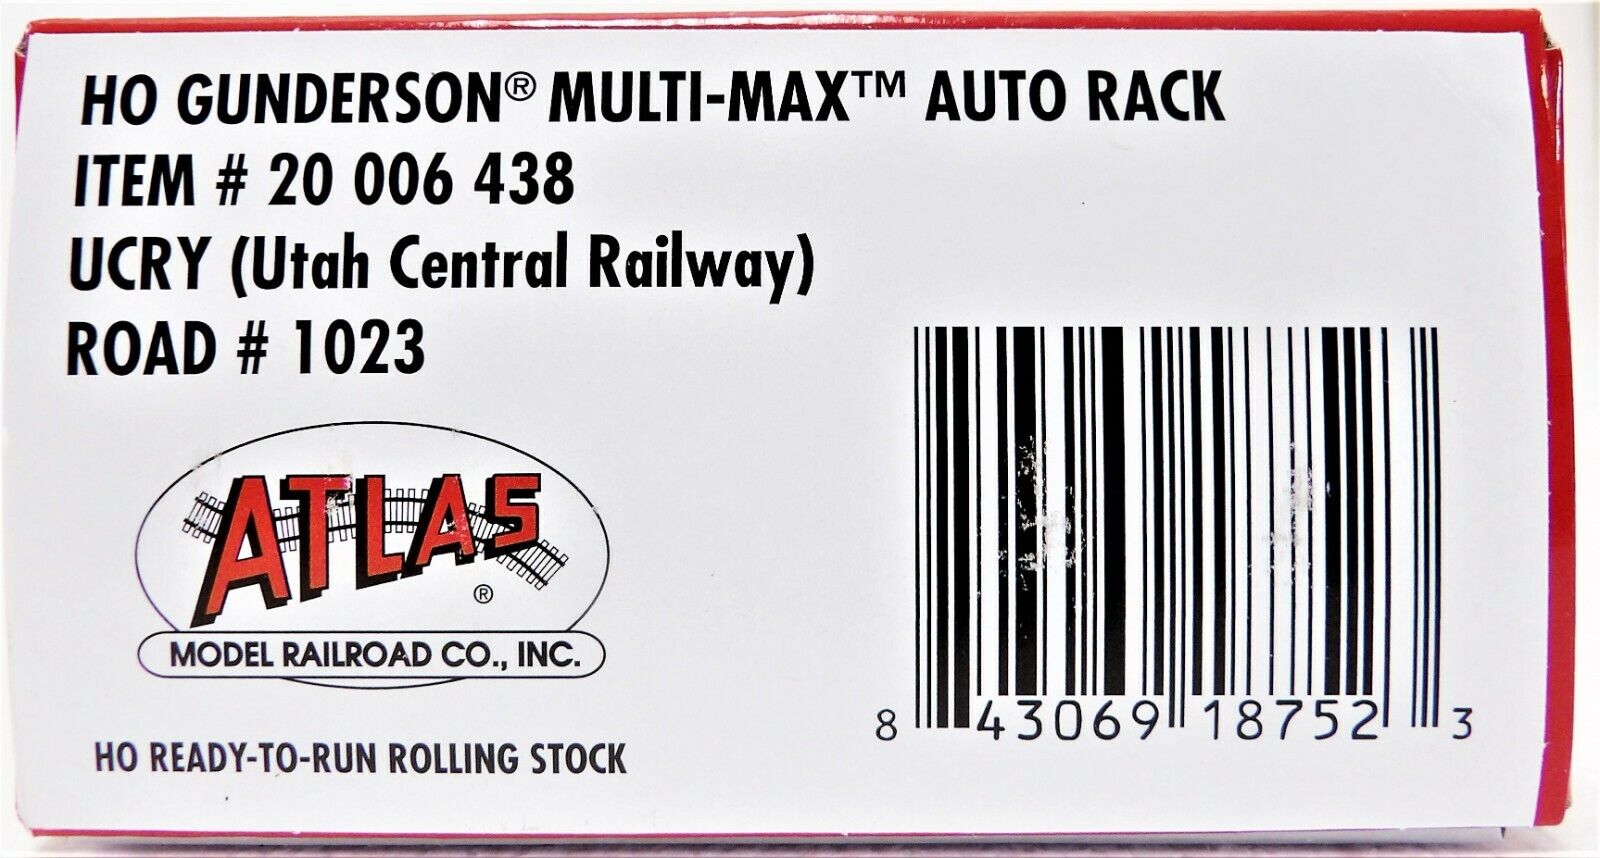 HO GUNDERSON® MULTI-MAX™ AUTO RACK
ITEM # 20 006 438
UCRY (Utah Central Railway)
ROAD # 1023
ATLAS®
MODEL RAILROAD CO., INC.
HO READY-TO-RUN ROLLING STOCK
8 43069 18752 3